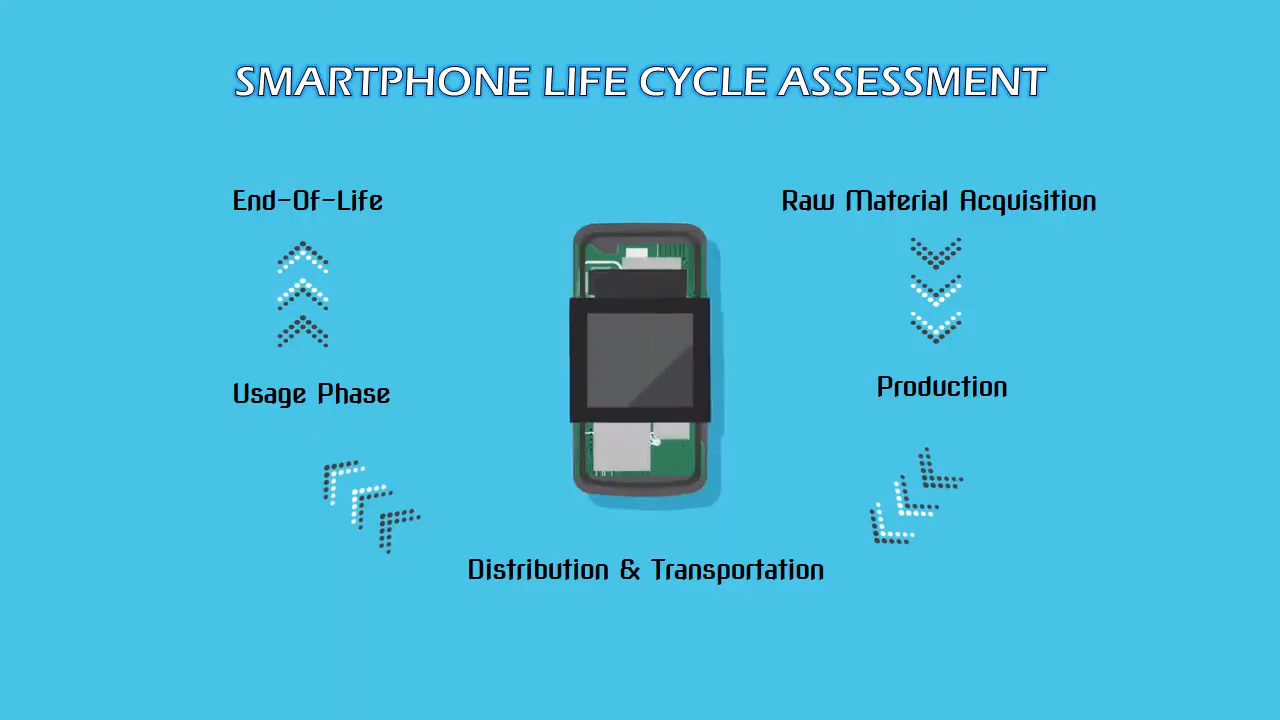 SMARTPHONE LIFE CYCLE ASSESSMENT
End-Of-Life
Raw Material Acquisition
Usage Phase
Production
Distribution & Transportation